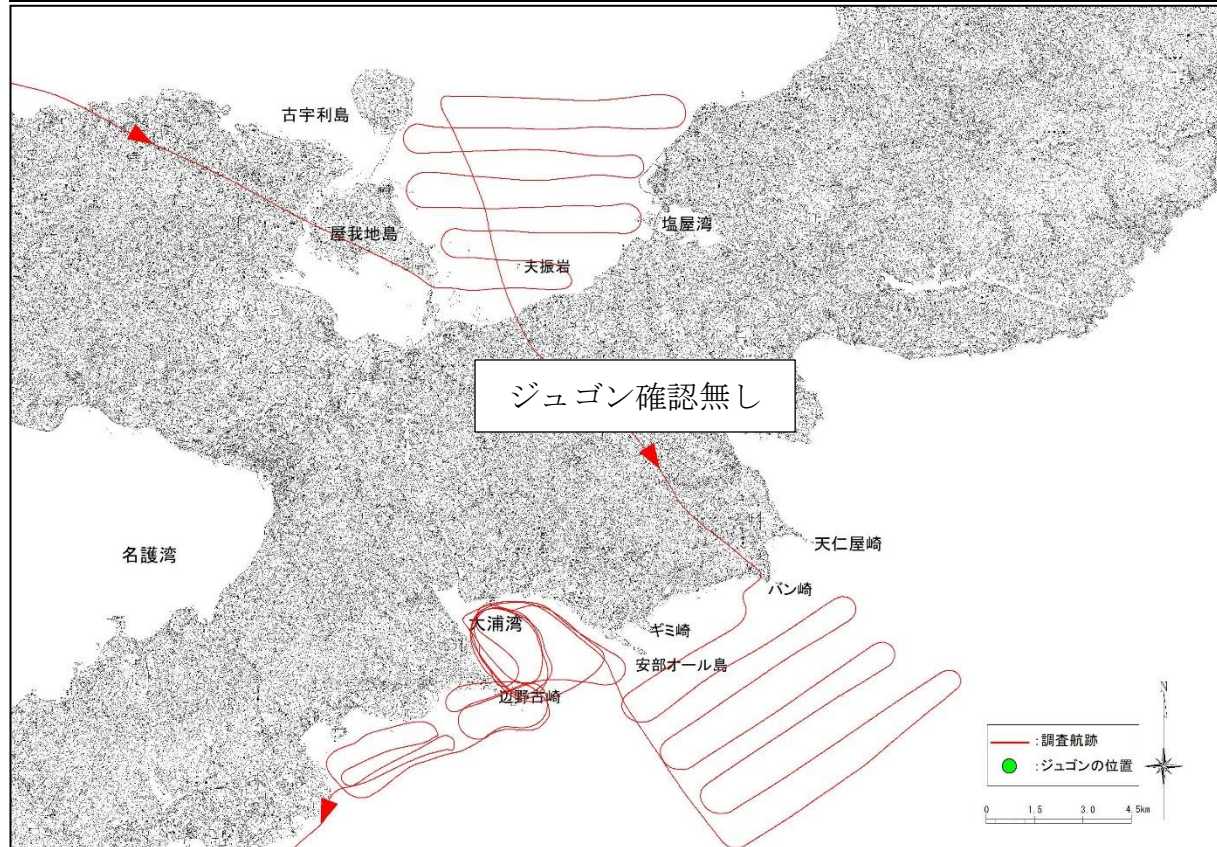 古宇利島
屋我地島
塩屋湾
夫振岩
ジュゴン確認無し
名護湾
天仁屋崎
バン崎
大浦湾
ギミ崎
安部オール島
辺野古崎
N
:調査航跡
:ジュゴンの位置
0 1.5 3.0 4.5km